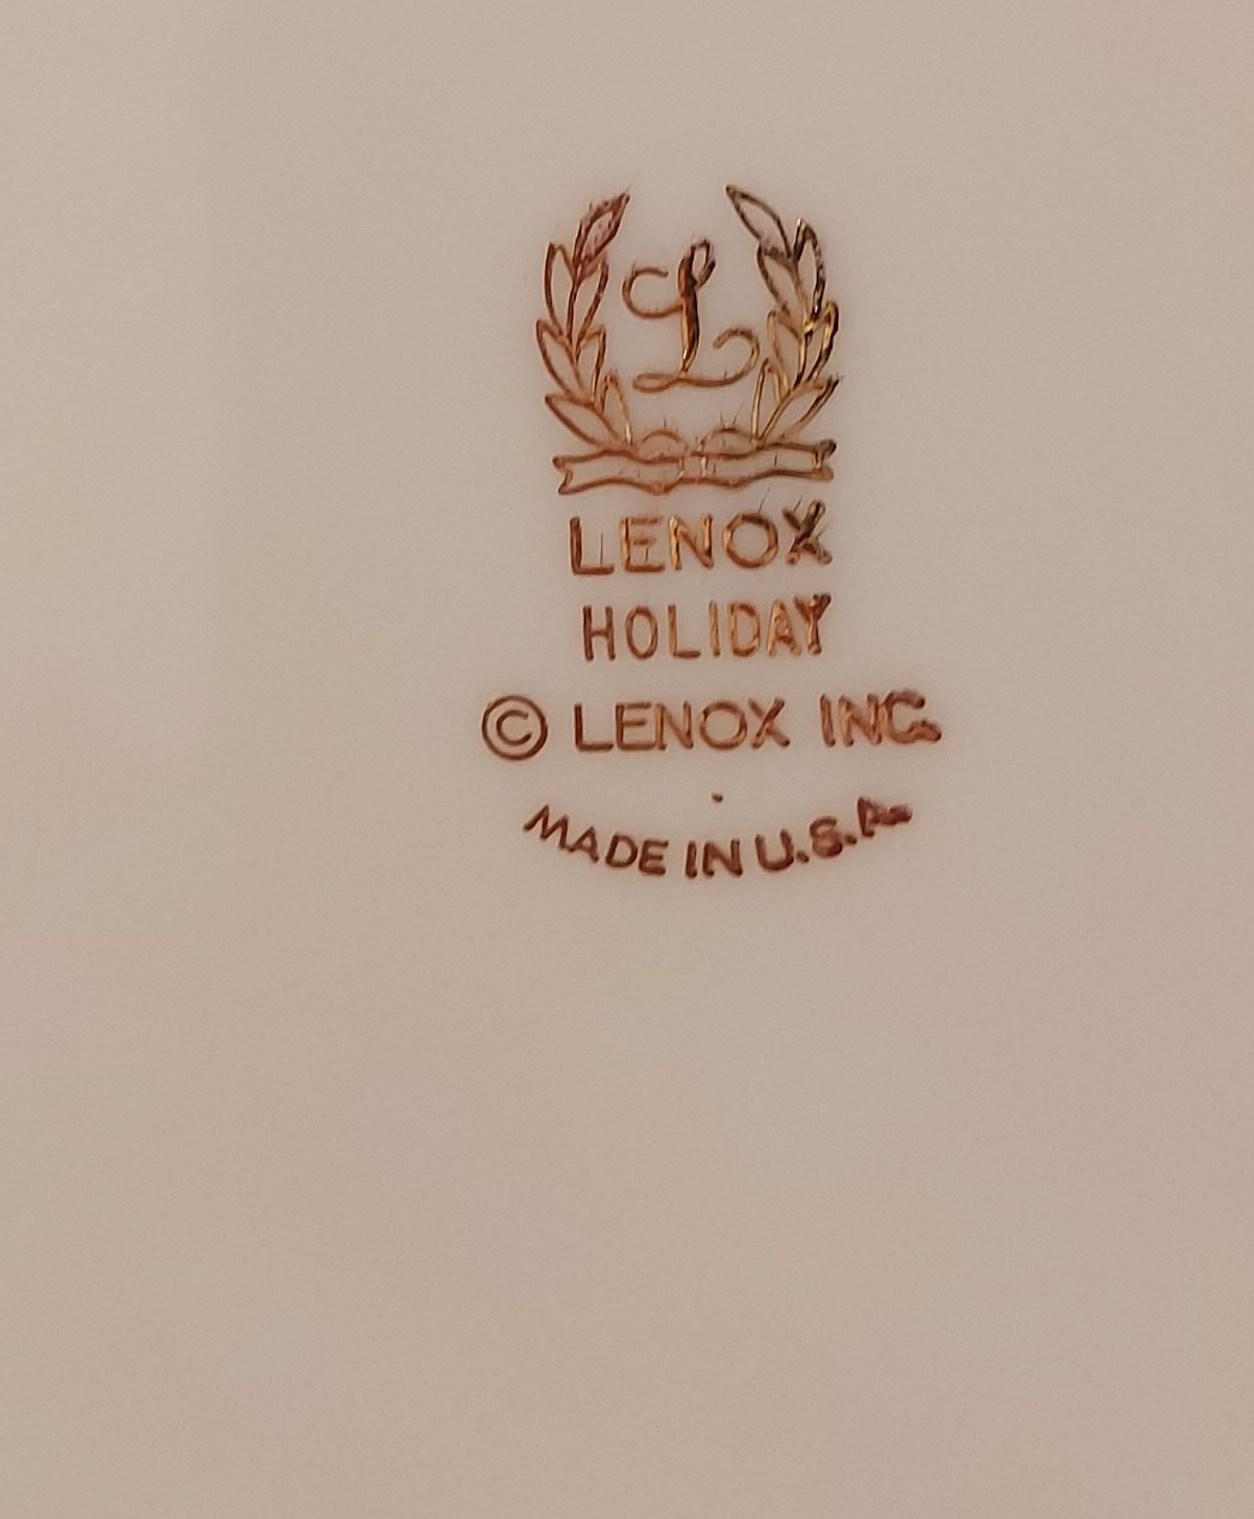 L
LENOX
HOLIDAY
© LENOX INC.
MADE IN U.S.A.